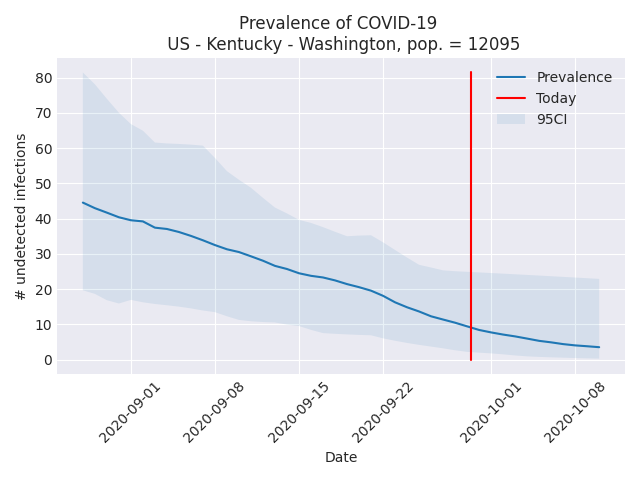 Prevalence of COVID-19
US - Kentucky - Washington, pop. = 12095
Prevalence
Today
95CI
# undetected infections
80
70
60
50
40
30
20
10
0
2020-09-01
2020-09-08
2020-09-15
2020-09-22
2020-10-01
2020-10-08
Date